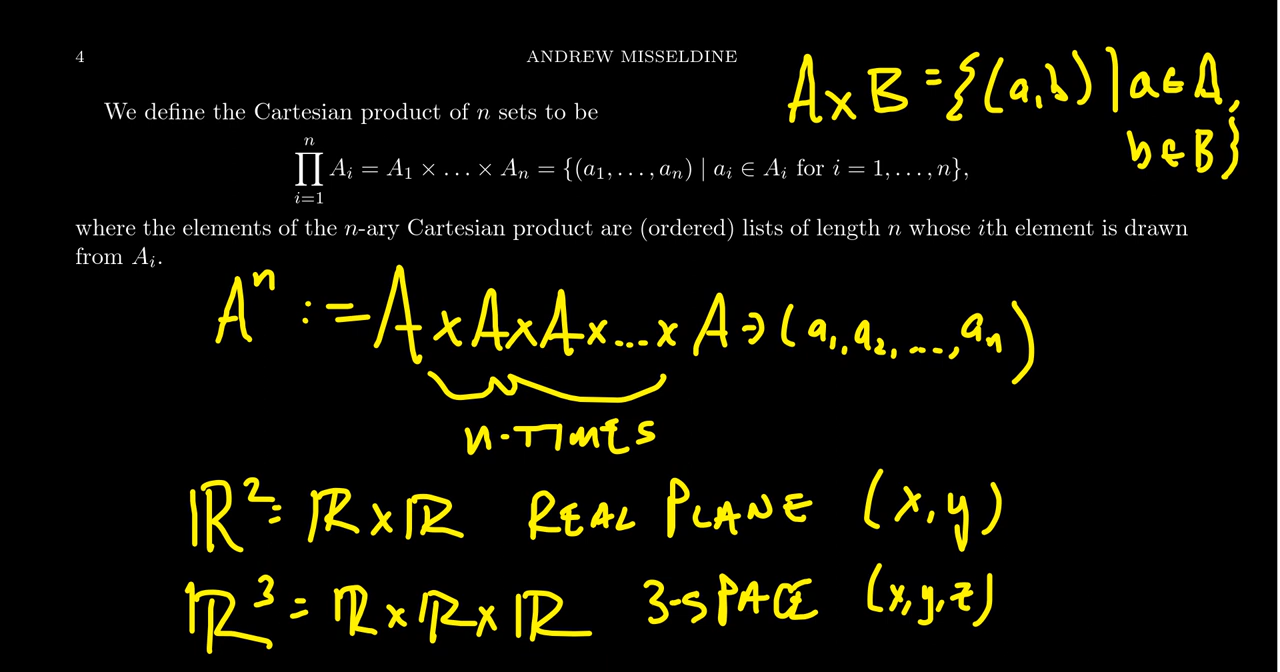 4
ANDREW MISSELDINE
A × B = {(a,b) | a ∈ A,
b ∈ B}
We define the Cartesian product of n sets to be
∏_{i=1}^{n} A_i = A_1 × … × A_n = {(a_1, …, a_n) | a_i ∈ A_i for i = 1, …, n},
where the elements of the n-ary Cartesian product are (ordered) lists of length n whose ith element is drawn
from A_i.
A^n := A × A × A × ... × A ∋ (a_1, a_2, ..., a_n)
n-TIMES
ℝ^2 = ℝ × ℝ REAL PLANE (x,y)
ℝ^3 = ℝ × ℝ × ℝ 3-SPACE (x,y,z)